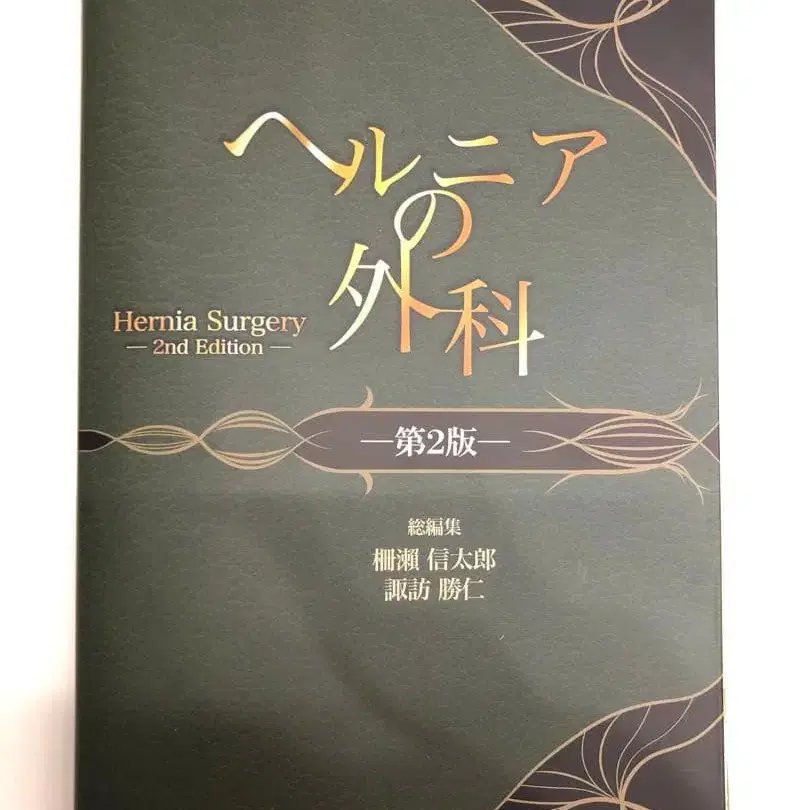 ヘルニア
の
外科
Hernia Surgery
— 2nd Edition —
—第2版—
総編集
柵瀨 信太郎
諏訪 勝仁